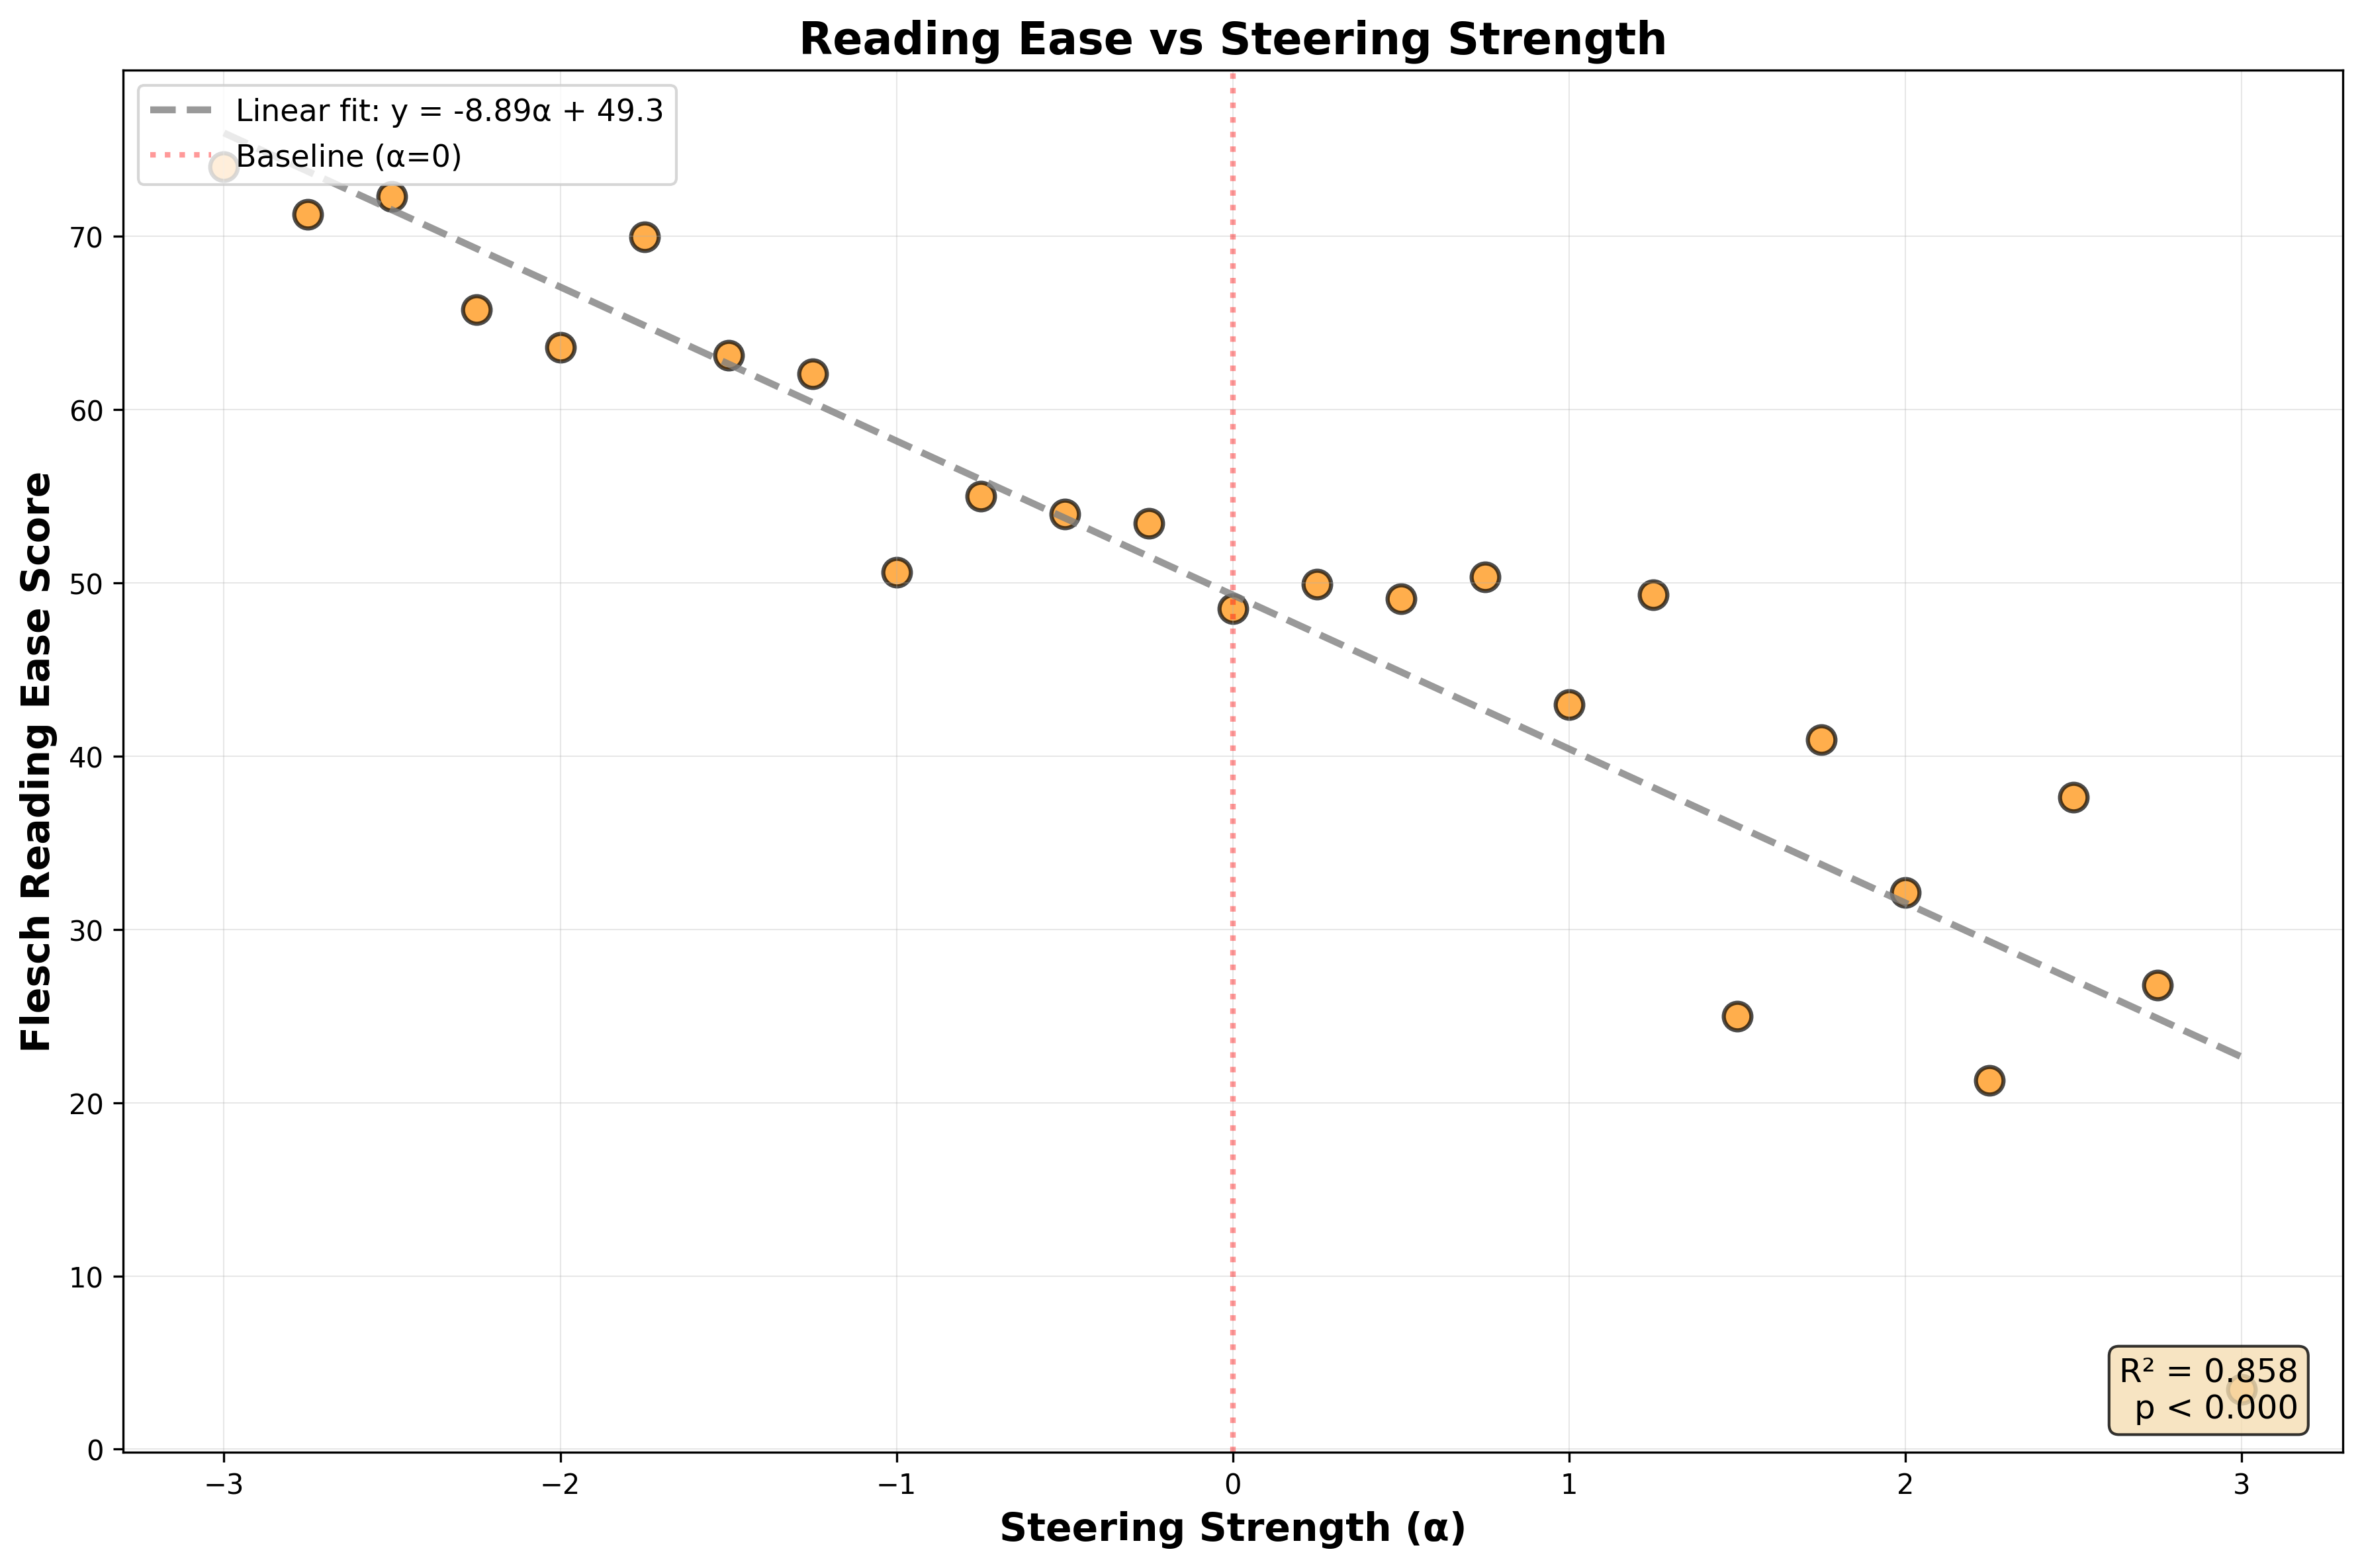 Reading Ease vs Steering Strength
Linear fit: y = -8.89α + 49.3
Baseline (α=0)
Flesch Reading Ease Score
70
60
50
40
30
20
10
0
R² = 0.858
p < 0.000
−3
−2
−1
0
1
2
3
Steering Strength (α)